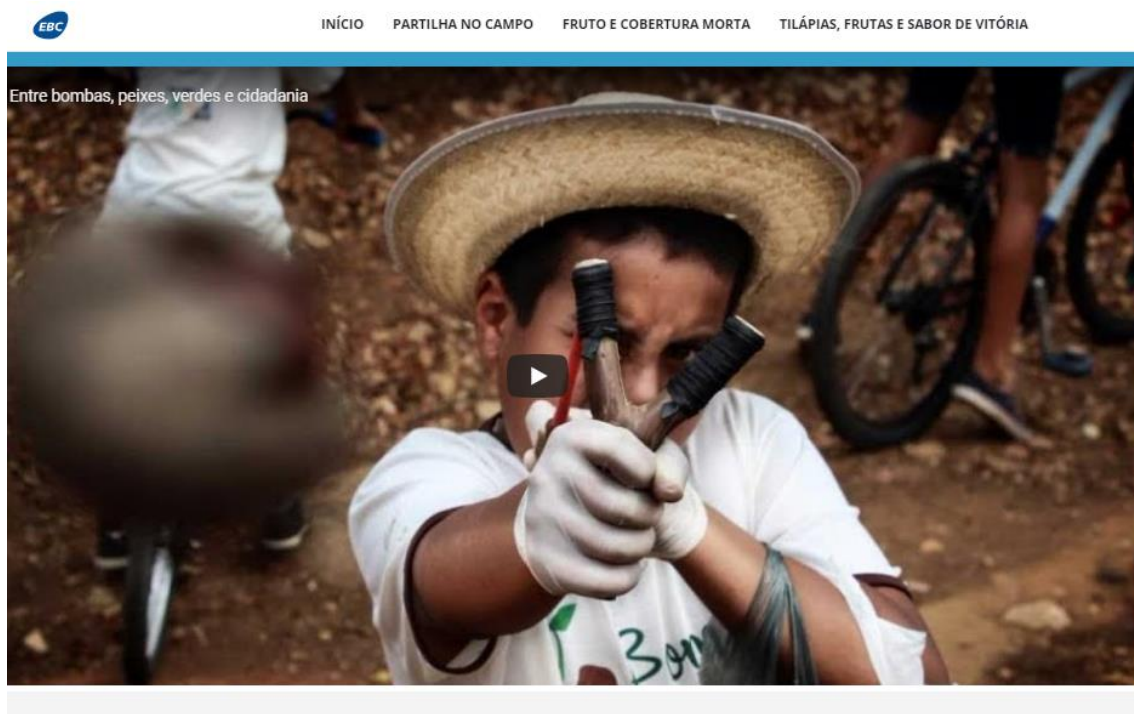 EBC
INÍCIO PARTILHA NO CAMPO FRUTO E COBERTURA MORTA TILÁPIAS, FRUTAS E SABOR DE VITÓRIA
Entre bombas, peixes, verdes e cidadania